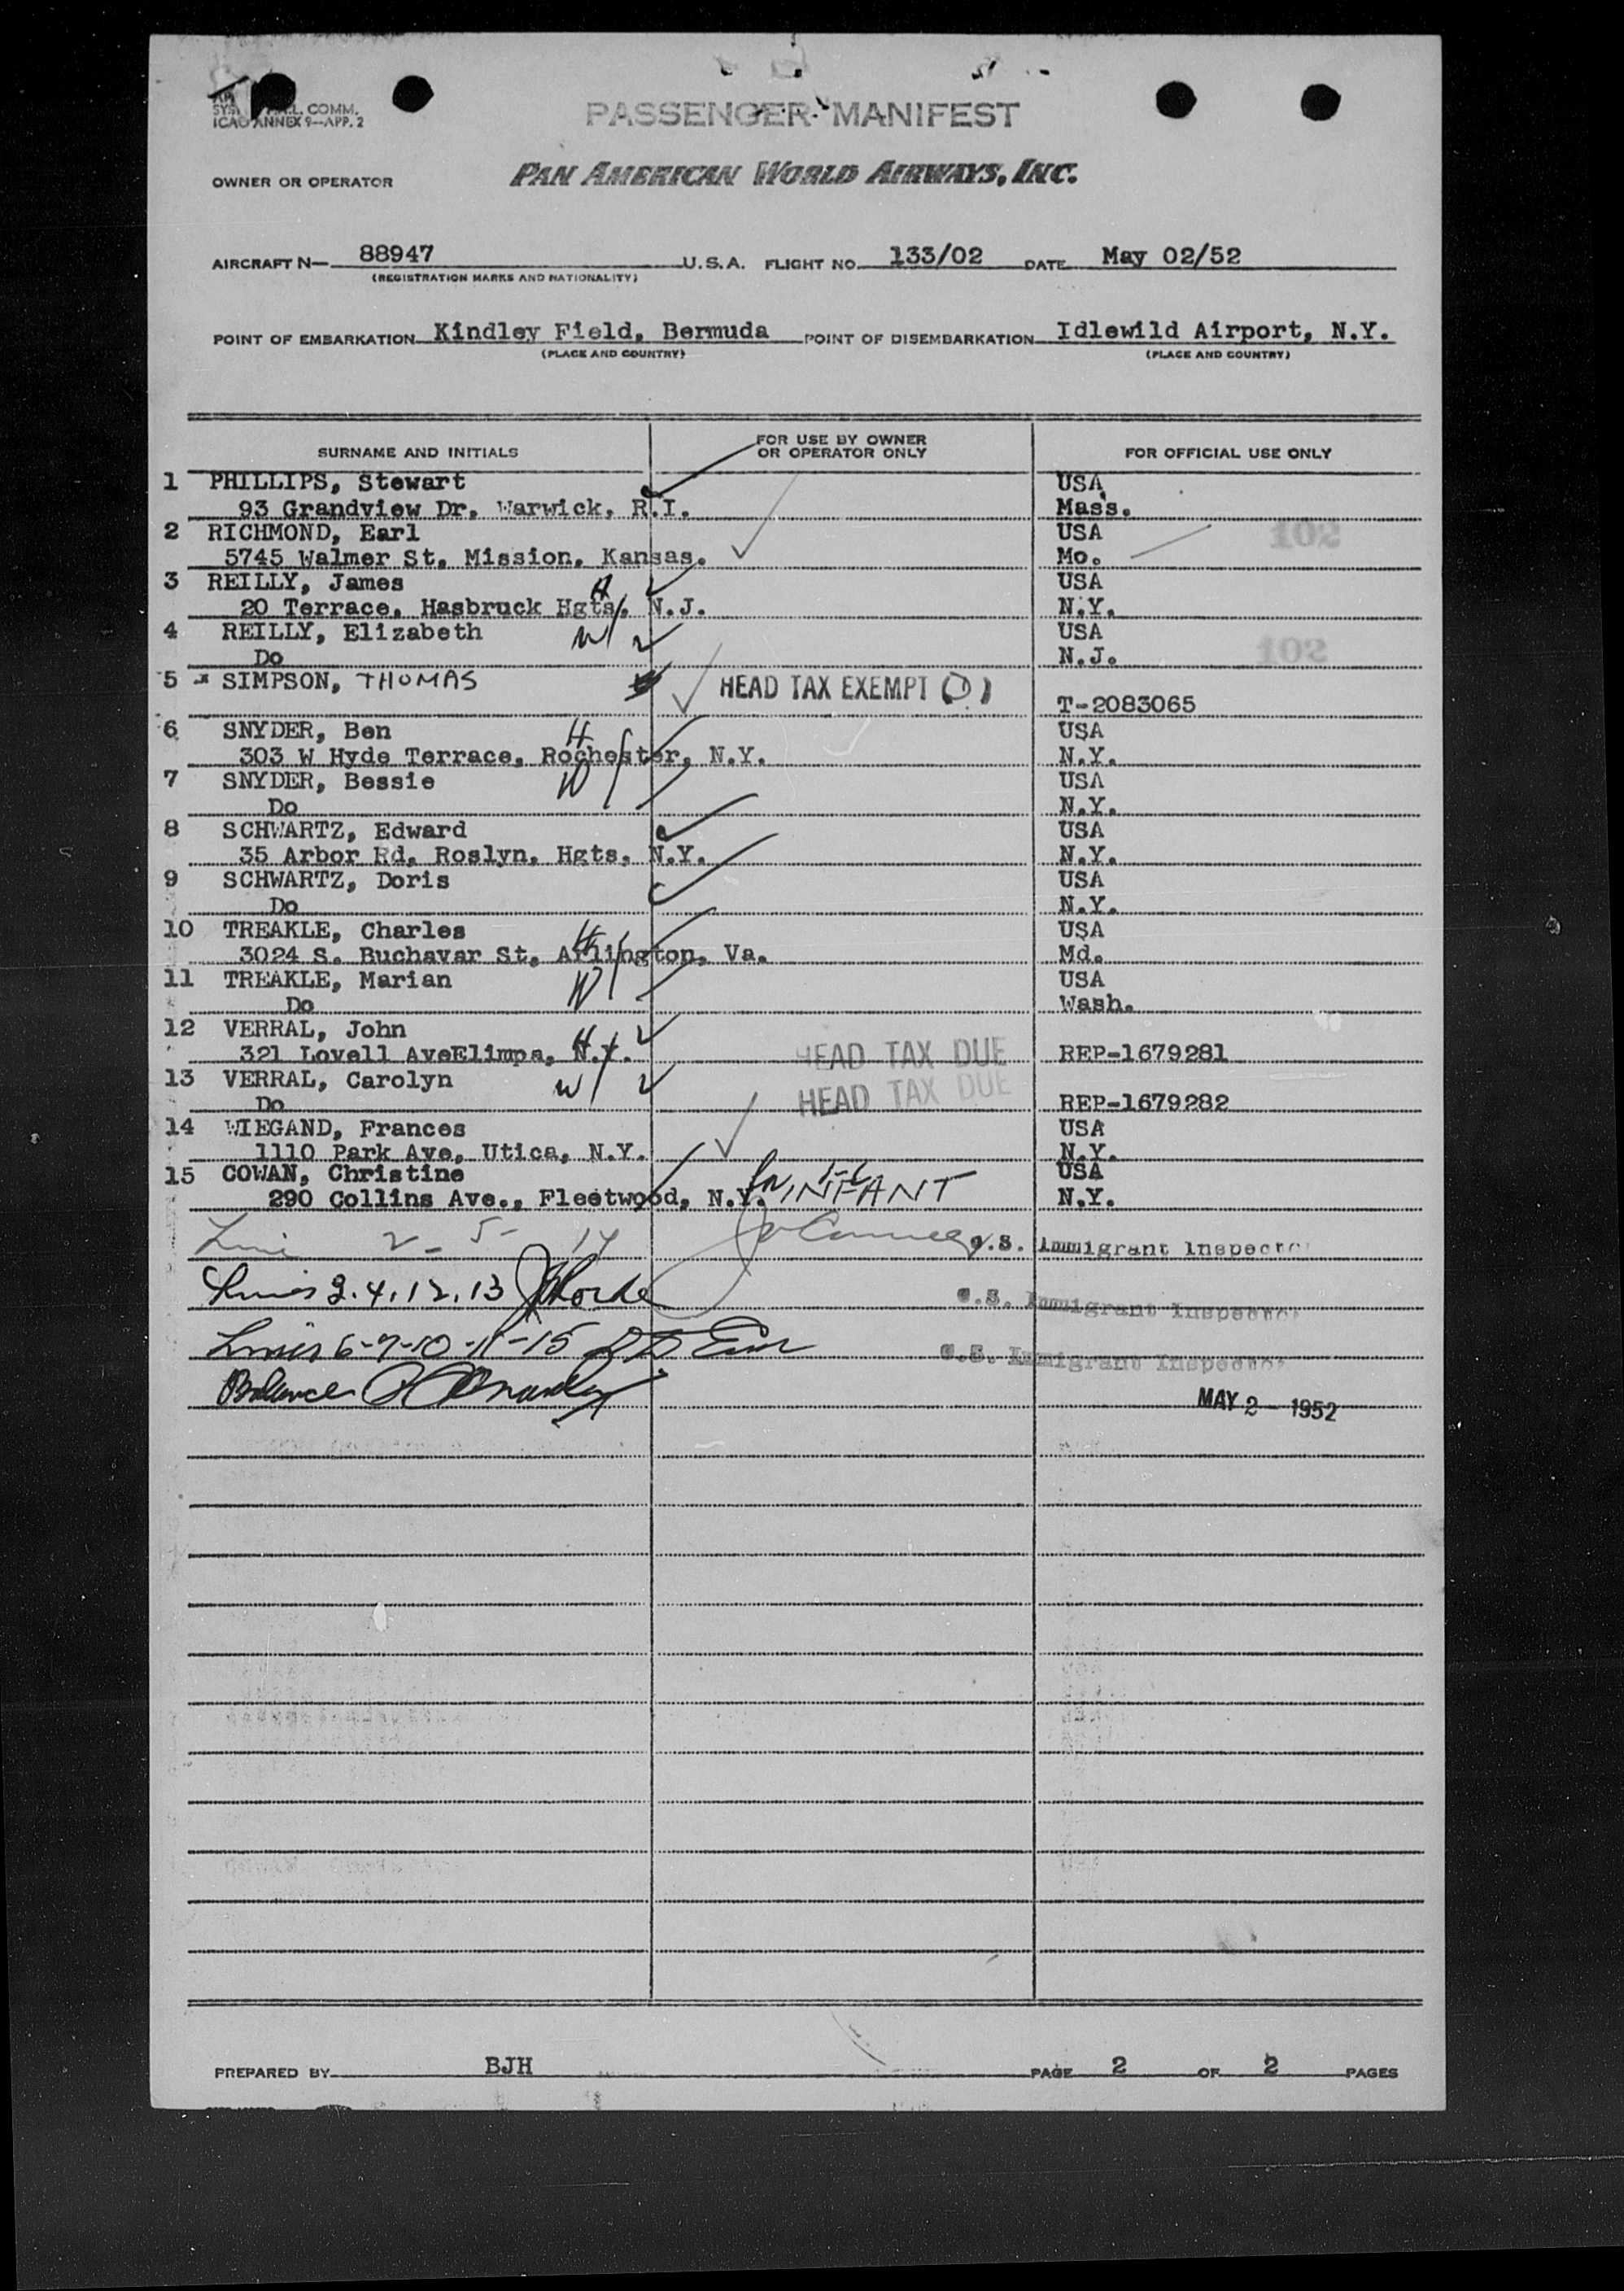 COMM.
ICAO ANNEX 9—APP. 2
PASSENGER MANIFEST
OWNER OR OPERATOR PAN AMERICAN WORLD AIRWAYS, INC.
AIRCRAFT N— 88947 U.S.A. FLIGHT NO. 133/02 DATE May 02/52
(REGISTRATION MARKS AND NATIONALITY)
POINT OF EMBARKATION Kindley Field, Bermuda POINT OF DISEMBARKATION Idlewild Airport, N.Y.
(PLACE AND COUNTRY) (PLACE AND COUNTRY)
SURNAME AND INITIALS FOR USE BY OWNER OR OPERATOR ONLY FOR OFFICIAL USE ONLY
1 PHILLIPS, Stewart USA
93 Grandview Dr. Warwick, R.I. Mass.
2 RICHMOND, Earl USA 102
5745 Walmer St, Mission, Kansas. Mo.
3 REILLY, James H USA
20 Terrace, Hasbruck Hgts, N.J. N.Y.
4 REILLY, Elizabeth W USA
Do N.J. 102
5 x SIMPSON, THOMAS HEAD TAX EXEMPT (1)
T-2083065
6 SNYDER, Ben H USA
303 W Hyde Terrace, Rochester, N.Y. N.Y.
7 SNYDER, Bessie W USA
Do N.Y.
8 SCHWARTZ, Edward USA
35 Arbor Rd, Roslyn, Hgts, N.Y. N.Y.
9 SCHWARTZ, Doris USA
Do N.Y.
10 TREAKLE, Charles H USA
3024 S. Buchavar St, Arlington, Va. Md.
11 TREAKLE, Marian W USA
Do Wash.
12 VERRAL, John H
321 Lovell AveElimpa, N.Y. HEAD TAX DUE REP-1679281
13 VERRAL, Carolyn W
Do HEAD TAX DUE REP-1679282
14 WIEGAND, Frances USA
1110 Park Ave, Utica, N.Y. N.Y.
15 COWAN, Christine USA
290 Collins Ave., Fleetwood, N.Y. INFANT N.Y.
2 - 5 - 14 U.S. Immigrant Inspector
Lines 3.4.12.13 U.S. Immigrant Inspector
Lines 6-7-10-11-15 U.S. Immigrant Inspector
Balance
MAY 2 - 1952
PREPARED BY BJH PAGE 2 OF 2 PAGES